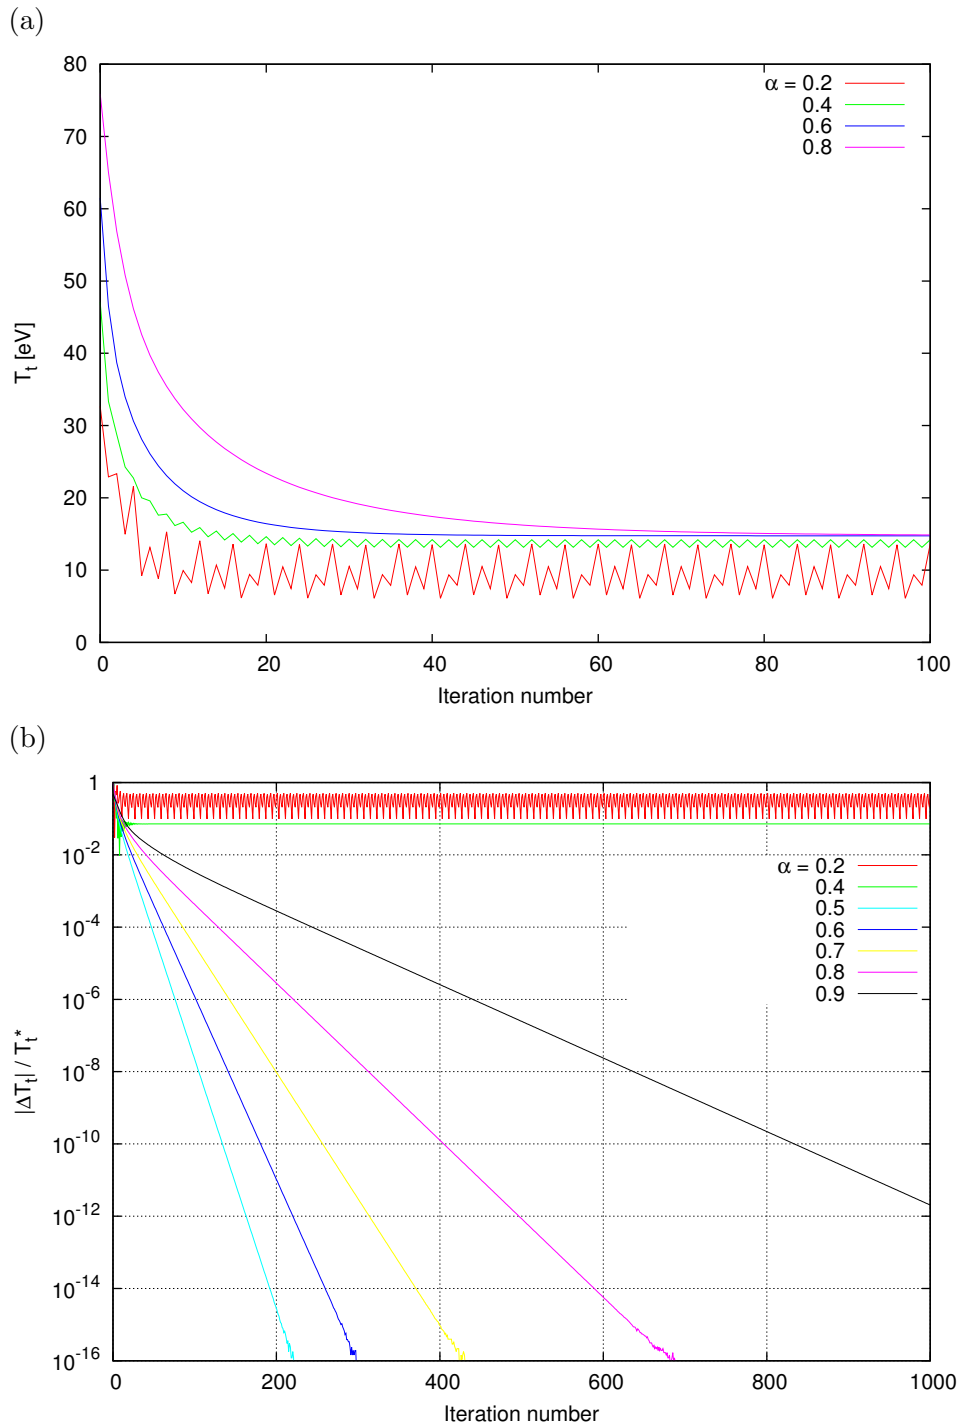 (a)
80
70
60
50
40
30
20
10
0
T_t [eV]
α = 0.2
0.4
0.6
0.8
0 20 40 60 80 100
Iteration number
(b)
1
10^-2
10^-4
10^-6
10^-8
10^-10
10^-12
10^-14
10^-16
|ΔT_t| / T_t*
α = 0.2
0.4
0.5
0.6
0.7
0.8
0.9
0 200 400 600 800 1000
Iteration number